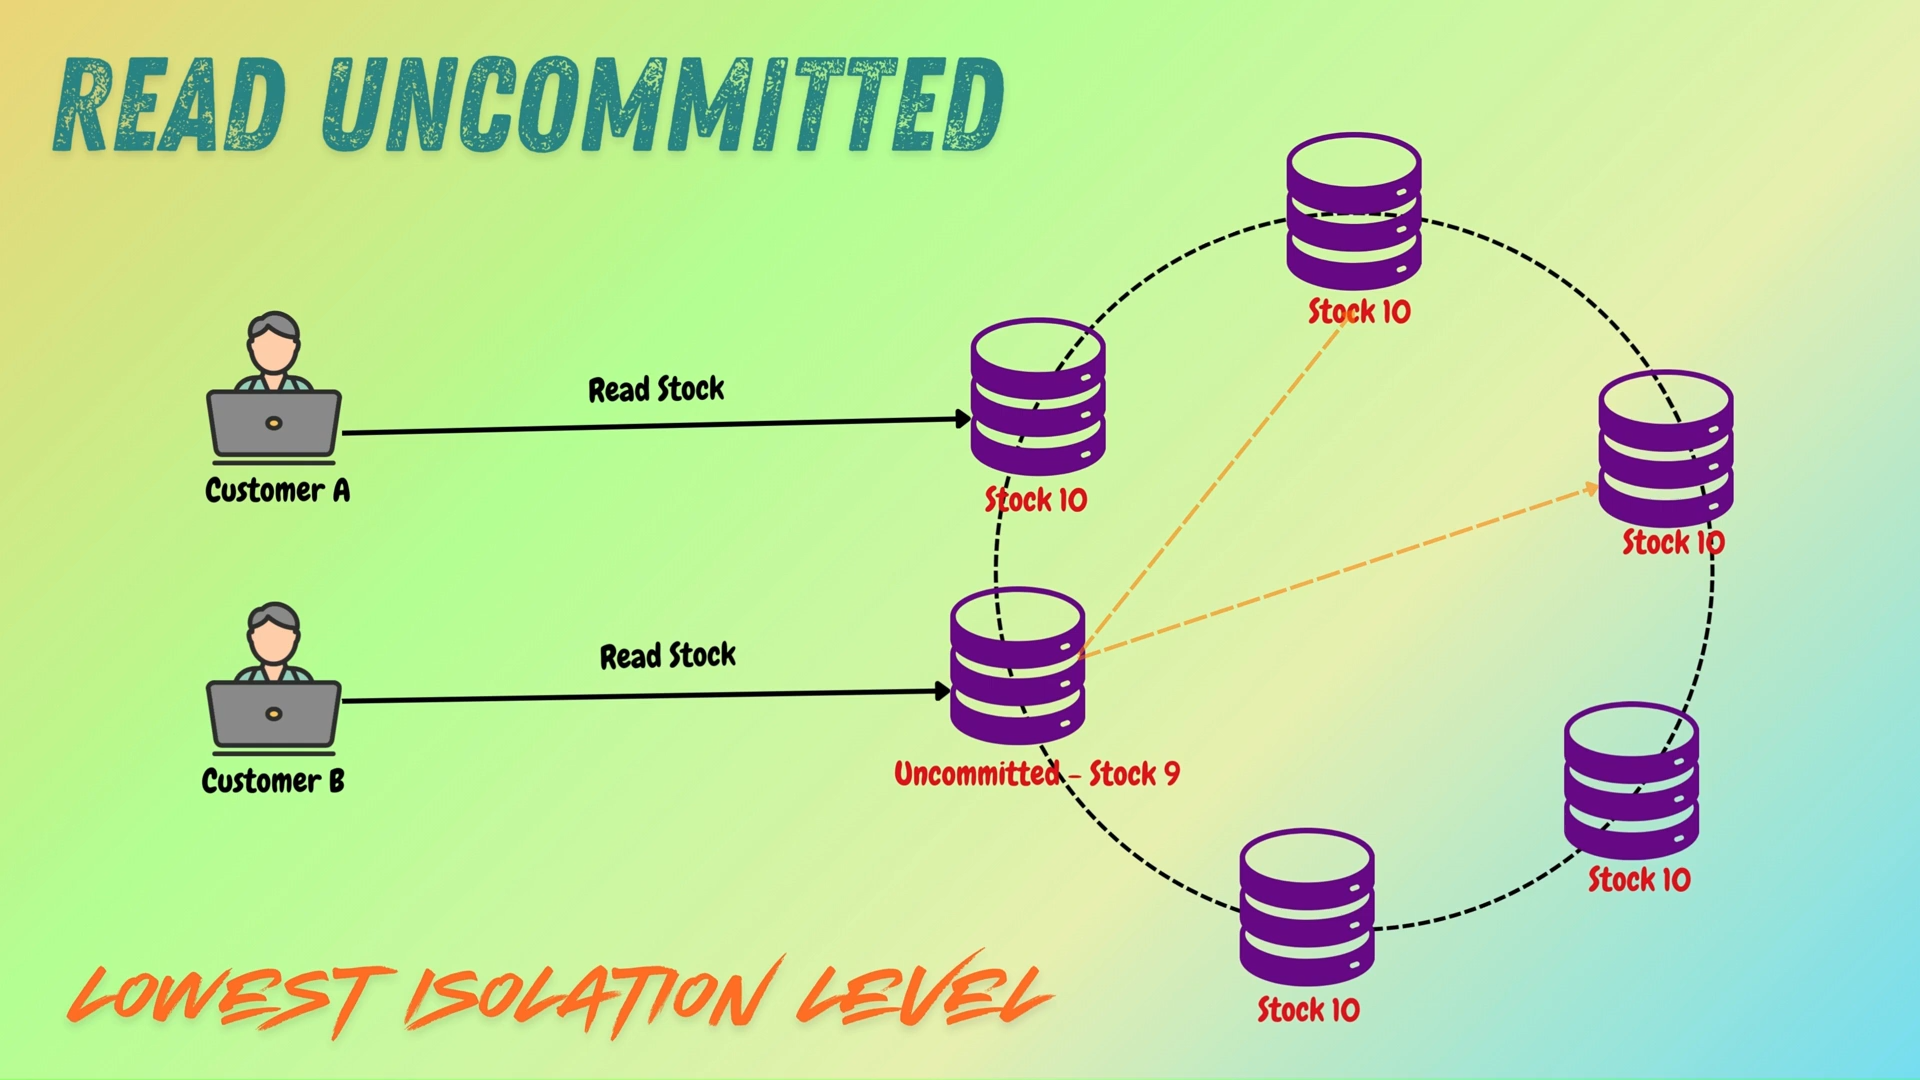 READ UNCOMMITTED
Stock 10
Read Stock
Customer A
Stock 10
Stock 10
Read Stock
Customer B
Uncommitted - Stock 9
Stock 10
LOWEST ISOLATION LEVEL
Stock 10